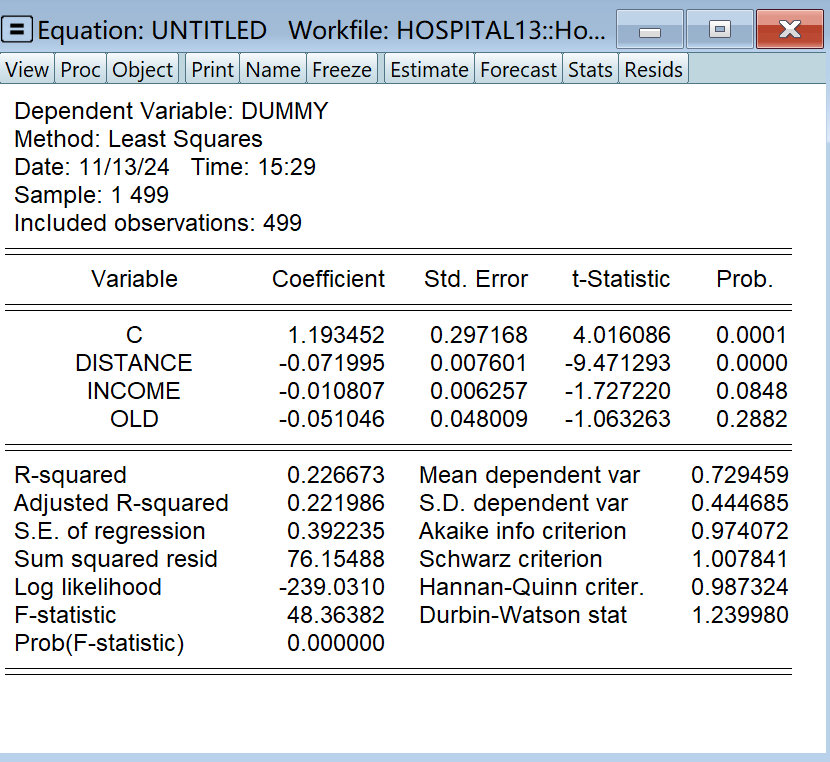 Equation: UNTITLED Workfile: HOSPITAL13::Ho...
View Proc Object Print Name Freeze Estimate Forecast Stats Resids
Dependent Variable: DUMMY
Method: Least Squares
Date: 11/13/24 Time: 15:29
Sample: 1 499
Included observations: 499
Variable Coefficient Std. Error t-Statistic Prob.
C 1.193452 0.297168 4.016086 0.0001
DISTANCE -0.071995 0.007601 -9.471293 0.0000
INCOME -0.010807 0.006257 -1.727220 0.0848
OLD -0.051046 0.048009 -1.063263 0.2882
R-squared 0.226673 Mean dependent var 0.729459
Adjusted R-squared 0.221986 S.D. dependent var 0.444685
S.E. of regression 0.392235 Akaike info criterion 0.974072
Sum squared resid 76.15488 Schwarz criterion 1.007841
Log likelihood -239.0310 Hannan-Quinn criter. 0.987324
F-statistic 48.36382 Durbin-Watson stat 1.239980
Prob(F-statistic) 0.000000